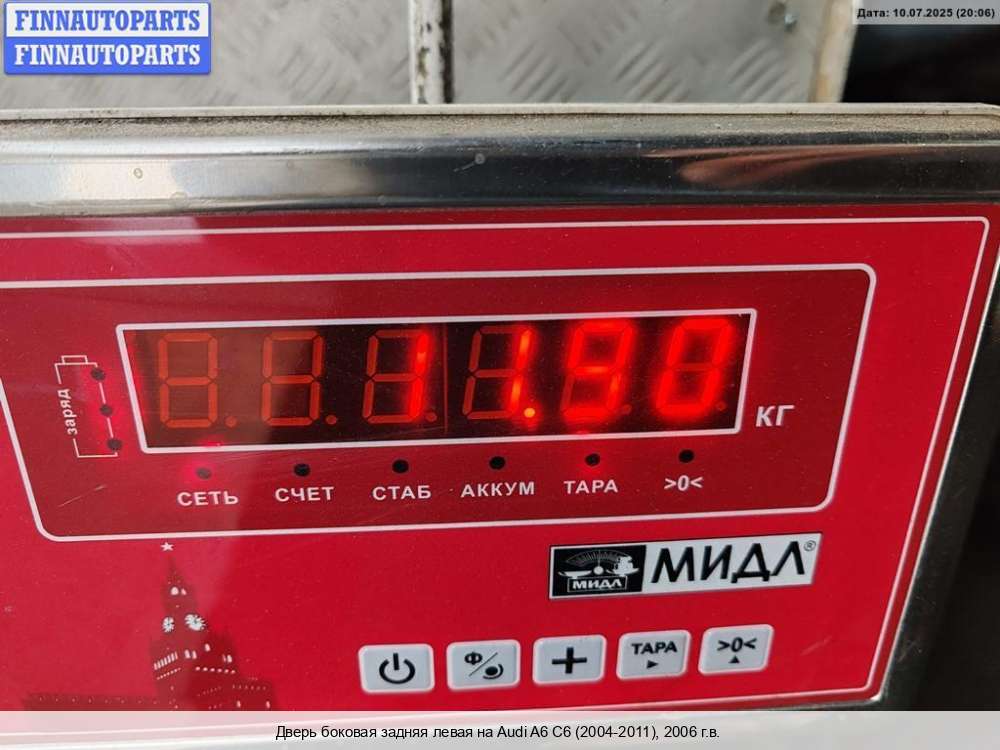 FINNAUTOPARTS
FINNAUTOPARTS
Дата: 10.07.2025 (20:06)
заряд
11.90
КГ
СЕТЬ СЧЕТ СТАБ АККУМ ТАРА >0<
МИДЛ МИДЛ®
Ф ТАРА >0<
Дверь боковая задняя левая на Audi A6 C6 (2004-2011), 2006 г.в.